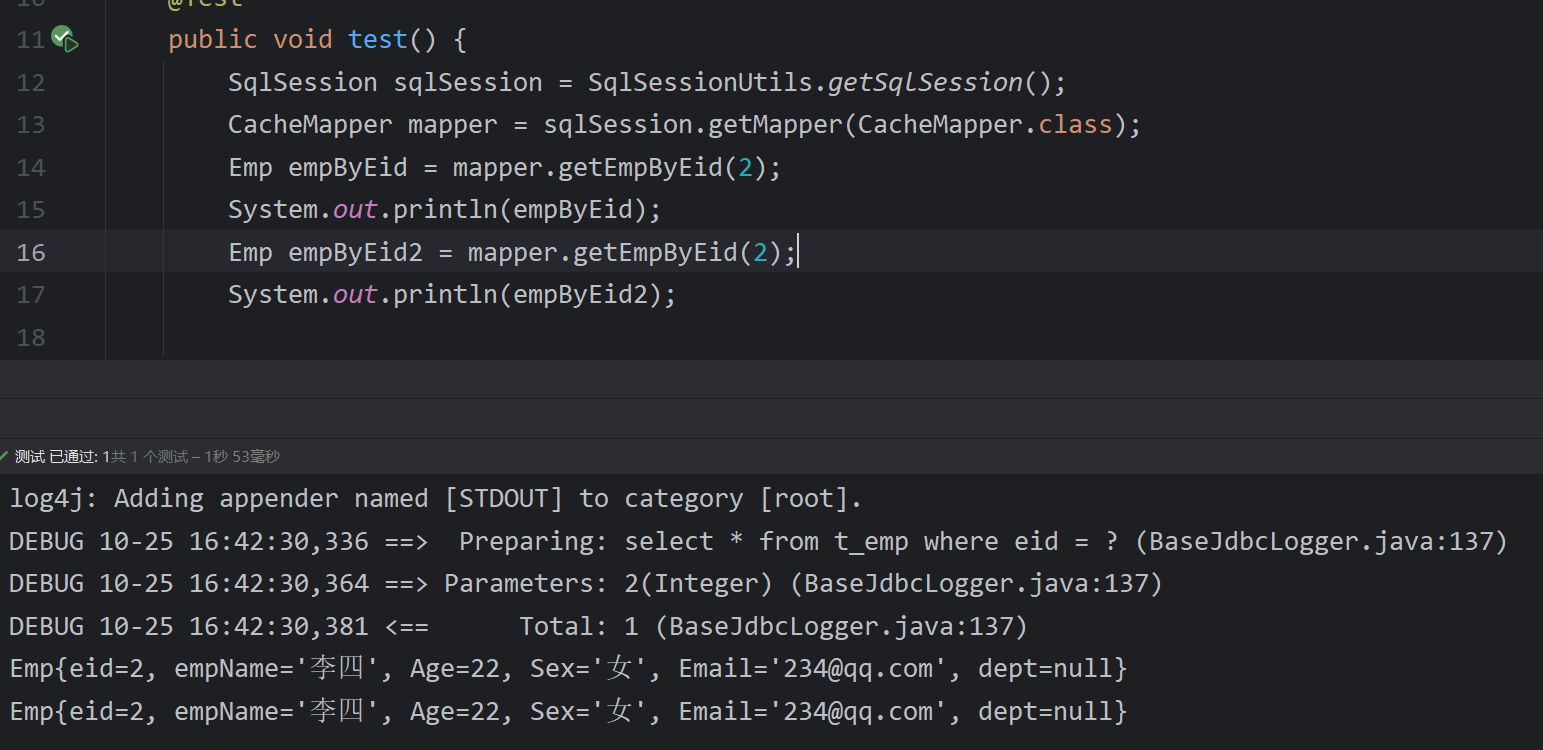 @Test
11 public void test() {
12 SqlSession sqlSession = SqlSessionUtils.getSqlSession();
13 CacheMapper mapper = sqlSession.getMapper(CacheMapper.class);
14 Emp empByEid = mapper.getEmpByEid(2);
15 System.out.println(empByEid);
16 Emp empByEid2 = mapper.getEmpByEid(2);
17 System.out.println(empByEid2);
18
测试 已通过: 1共 1 个测试 – 1秒 53毫秒
log4j: Adding appender named [STDOUT] to category [root].
DEBUG 10-25 16:42:30,336 ==>  Preparing: select * from t_emp where eid = ? (BaseJdbcLogger.java:137)
DEBUG 10-25 16:42:30,364 ==> Parameters: 2(Integer) (BaseJdbcLogger.java:137)
DEBUG 10-25 16:42:30,381 <==      Total: 1 (BaseJdbcLogger.java:137)
Emp{eid=2, empName='李四', Age=22, Sex='女', Email='234@qq.com', dept=null}
Emp{eid=2, empName='李四', Age=22, Sex='女', Email='234@qq.com', dept=null}